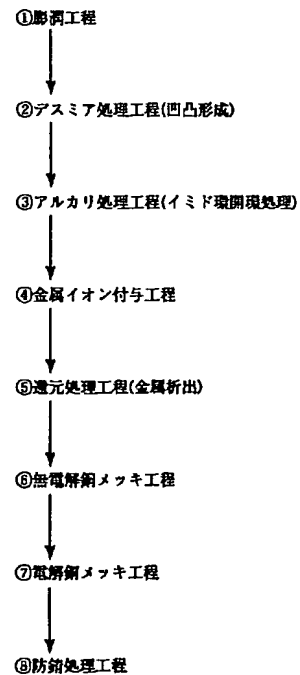 ①膨潤工程
②デスミア処理工程(凹凸形成)
③アルカリ処理工程(イミド環開環処理)
④金属イオン付与工程
⑤還元処理工程(金属析出)
⑥無電解銅メッキ工程
⑦電解銅メッキ工程
⑧防錆処理工程